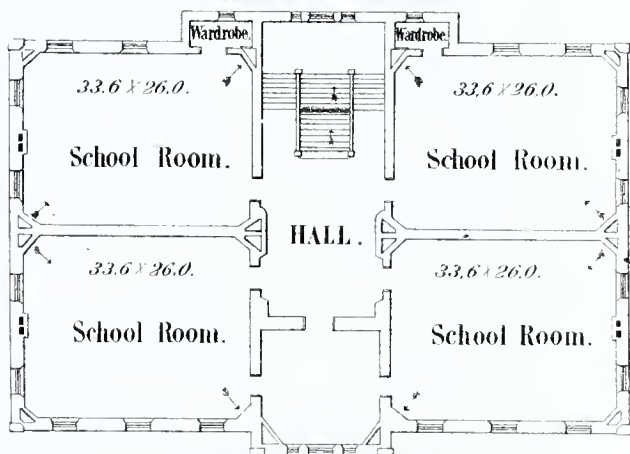 Wardrobe.
Wardrobe.
33.6 X 26.0.
33,6 X 26.0.
School Room.
School Room.
HALL.
33.6 X 26.0.
33,6 X 26.0.
School Room.
School Room.